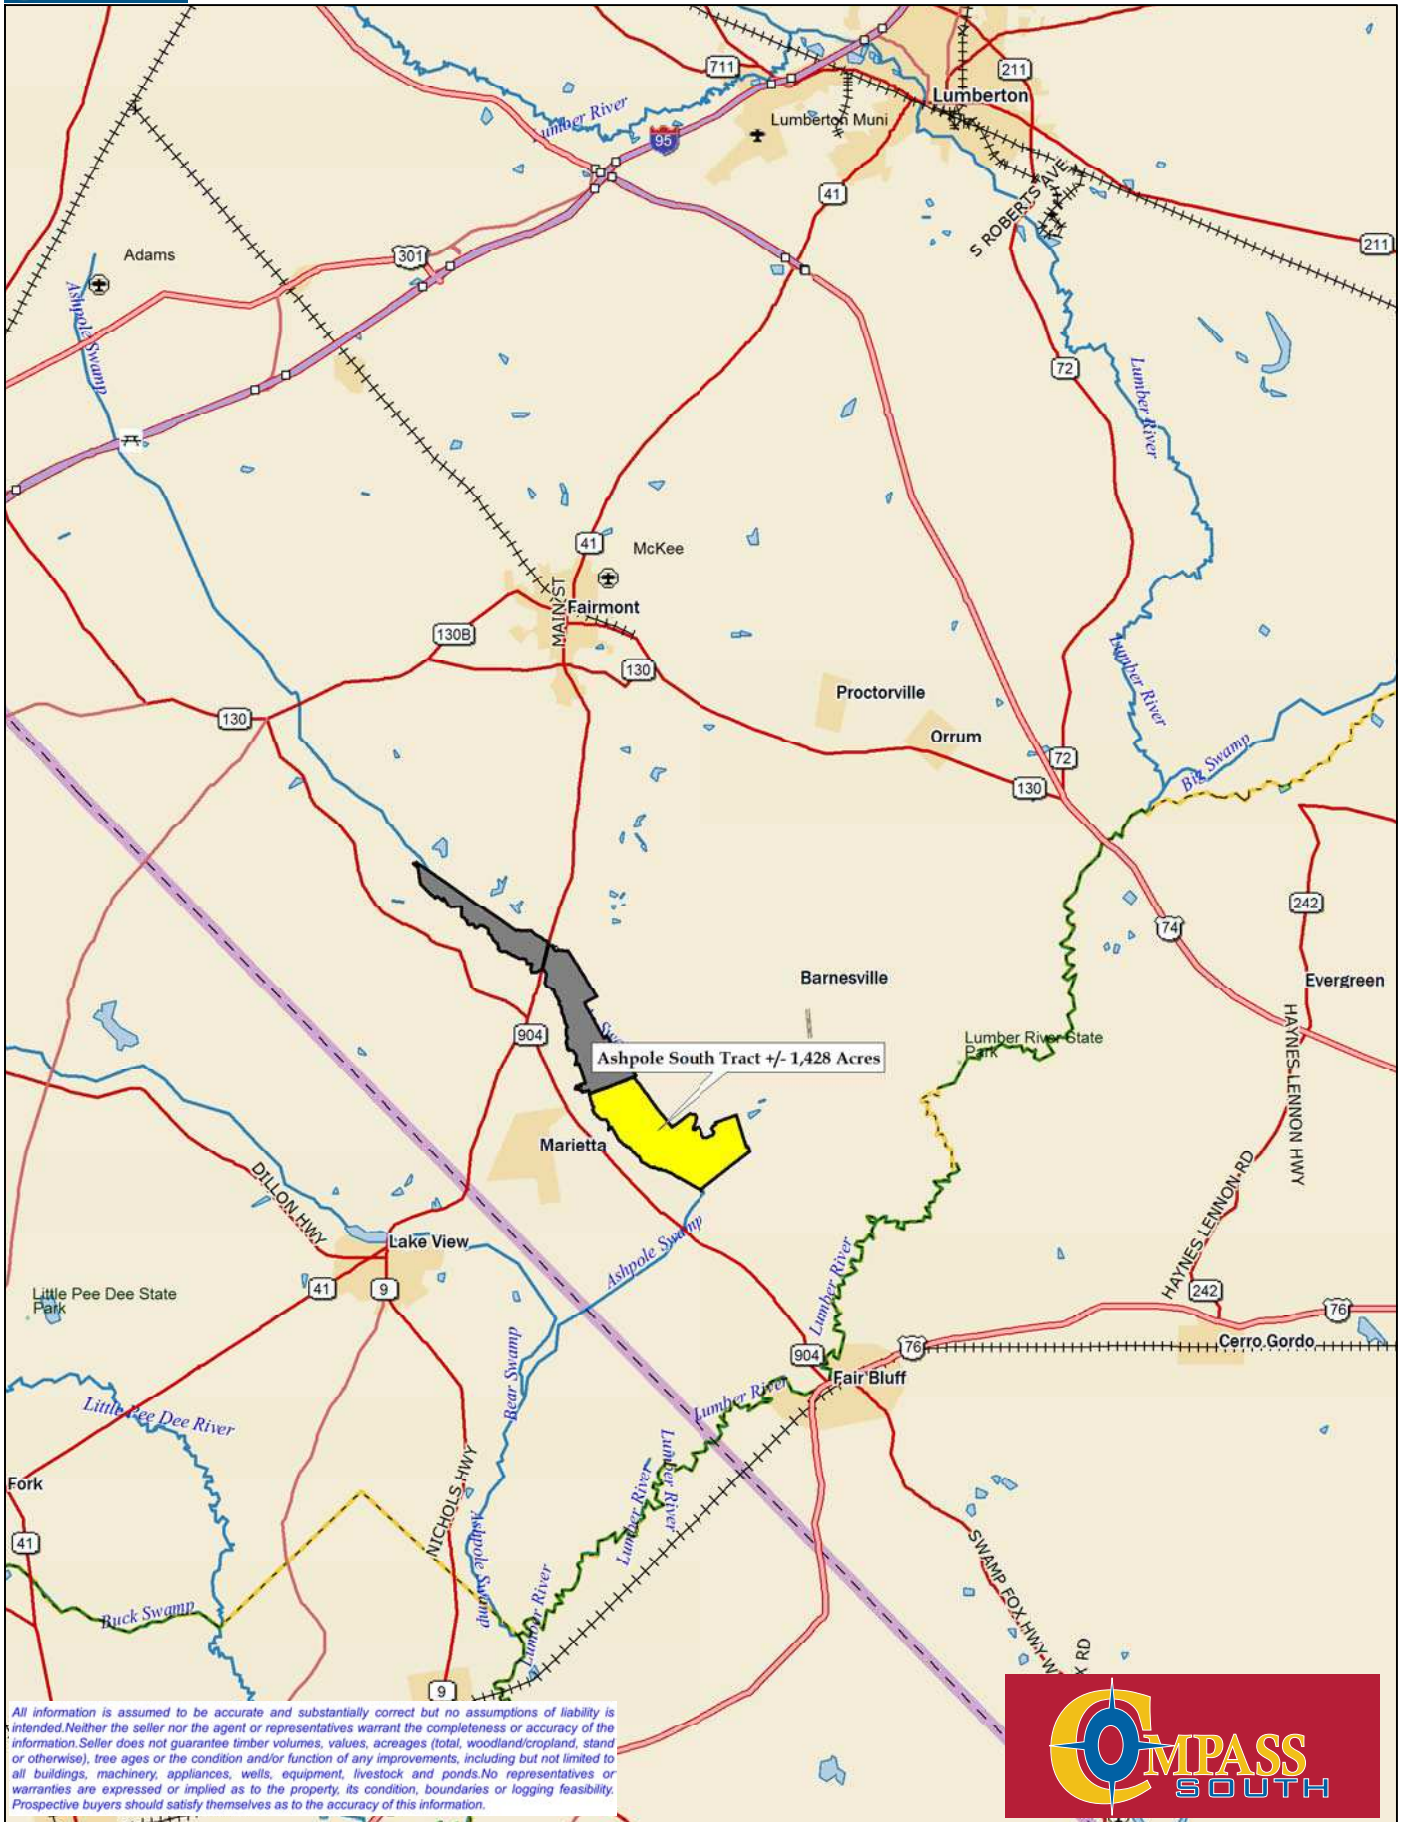 711
211
Lumberton
Lumber River
Lumberton Muni
95
41
S ROBERTS AVE
211
Adams
301
Ashpole Swamp
72
Lumber River
41
McKee
MAIN ST
Fairmont
130B
130
Proctorville
Lumber River
130
Orrum
72
Big Swamp
130
242
74
Barnesville
Evergreen
904
Lumber River State
Park
HAYNES LENNON HWY
Ashpole South Tract +/- 1,428 Acres
Marietta
DILLON HWY
HAYNES LENNON RD
Lake View
Ashpole Swamp
Lumber River
Little Pee Dee State
Park
41
9
242
76
Cerro Gordo
904
76
Fair Bluff
Bear Swamp
Lumber River
Little Pee Dee River
Lumber River
Lumber River
Fork
NICHOLS HWY
41
Ashpole Swamp
SWAMP FOX HWY W
Buck Swamp
Lumber River
X RD
9
All information is assumed to be accurate and substantially correct but no assumptions of liability is
intended.Neither the seller nor the agent or representatives warrant the completeness or accuracy of the
information.Seller does not guarantee timber volumes, values, acreages (total, woodland/cropland, stand
or otherwise), tree ages or the condition and/or function of any improvements, including but not limited to
all buildings, machinery, appliances, wells, equipment, livestock and ponds.No representatives or
warranties are expressed or implied as to the property, its condition, boundaries or logging feasibility.
Prospective buyers should satisfy themselves as to the accuracy of this information.
COMPASS
SOUTH